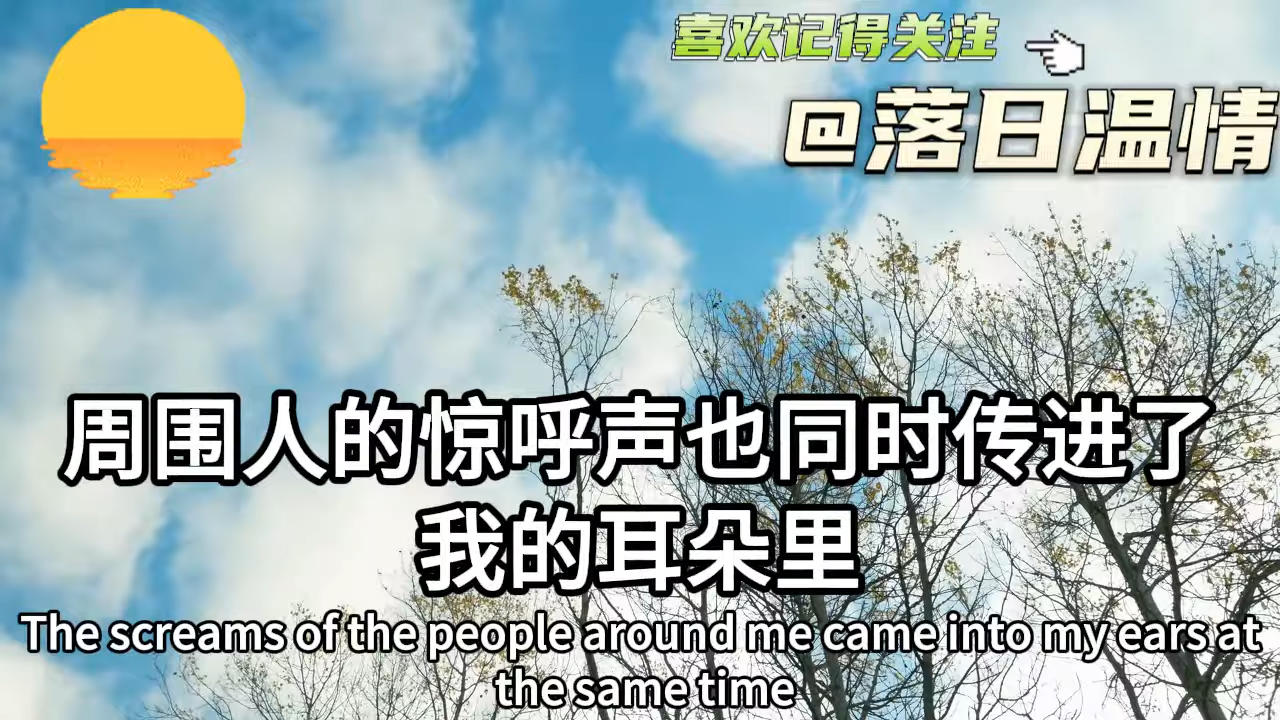 喜欢记得关注
@落日温情
周围人的惊呼声也同时传进了
我的耳朵里
The screams of the people around me came into my ears at
the same time